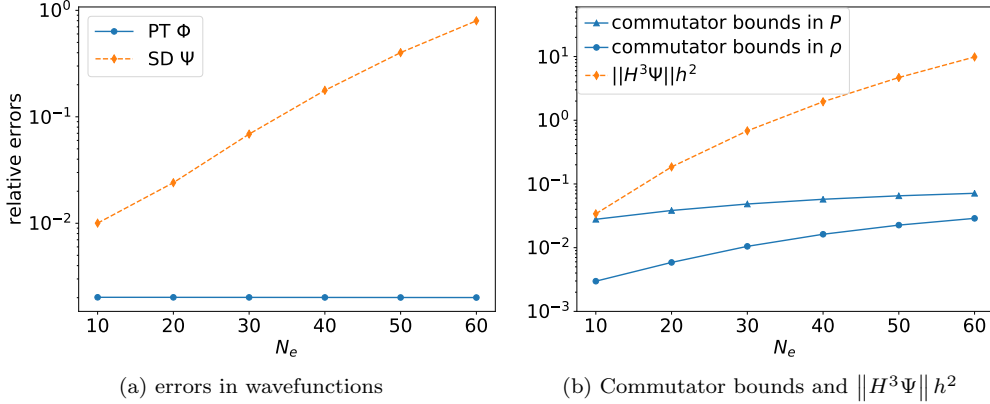 10⁰
10⁻¹
10⁻²
relative errors
PT Φ
SD Ψ
10 20 30 40 50 60
Nₑ
(a) errors in wavefunctions
10¹
10⁰
10⁻¹
10⁻²
10⁻³
commutator bounds in P
commutator bounds in ρ
||H³Ψ||h²
10 20 30 40 50 60
Nₑ
(b) Commutator bounds and ‖H³Ψ‖ h²